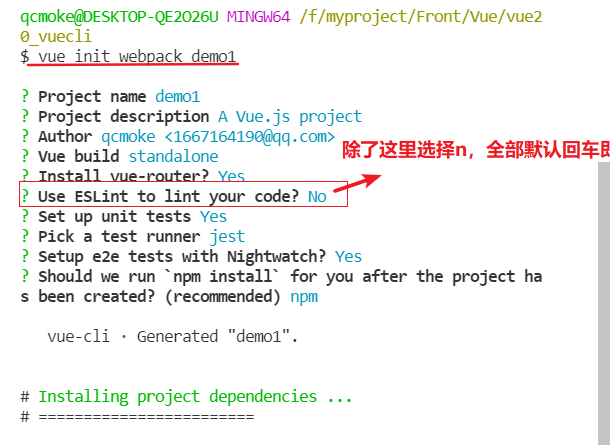 qcmoke@DESKTOP-QE2O26U MINGW64 /f/myproject/Front/Vue/vue2
0_vuecli
$ vue init webpack demo1
? Project name demo1
? Project description A Vue.js project
? Author qcmoke <1667164190@qq.com>
? Vue build standalone
除了这里选择n，全部默认回车即
? Install vue-router? Yes
? Use ESLint to lint your code? No
? Set up unit tests Yes
? Pick a test runner jest
? Setup e2e tests with Nightwatch? Yes
? Should we run `npm install` for you after the project ha
s been created? (recommended) npm
vue-cli · Generated "demo1".
# Installing project dependencies ...
# ========================